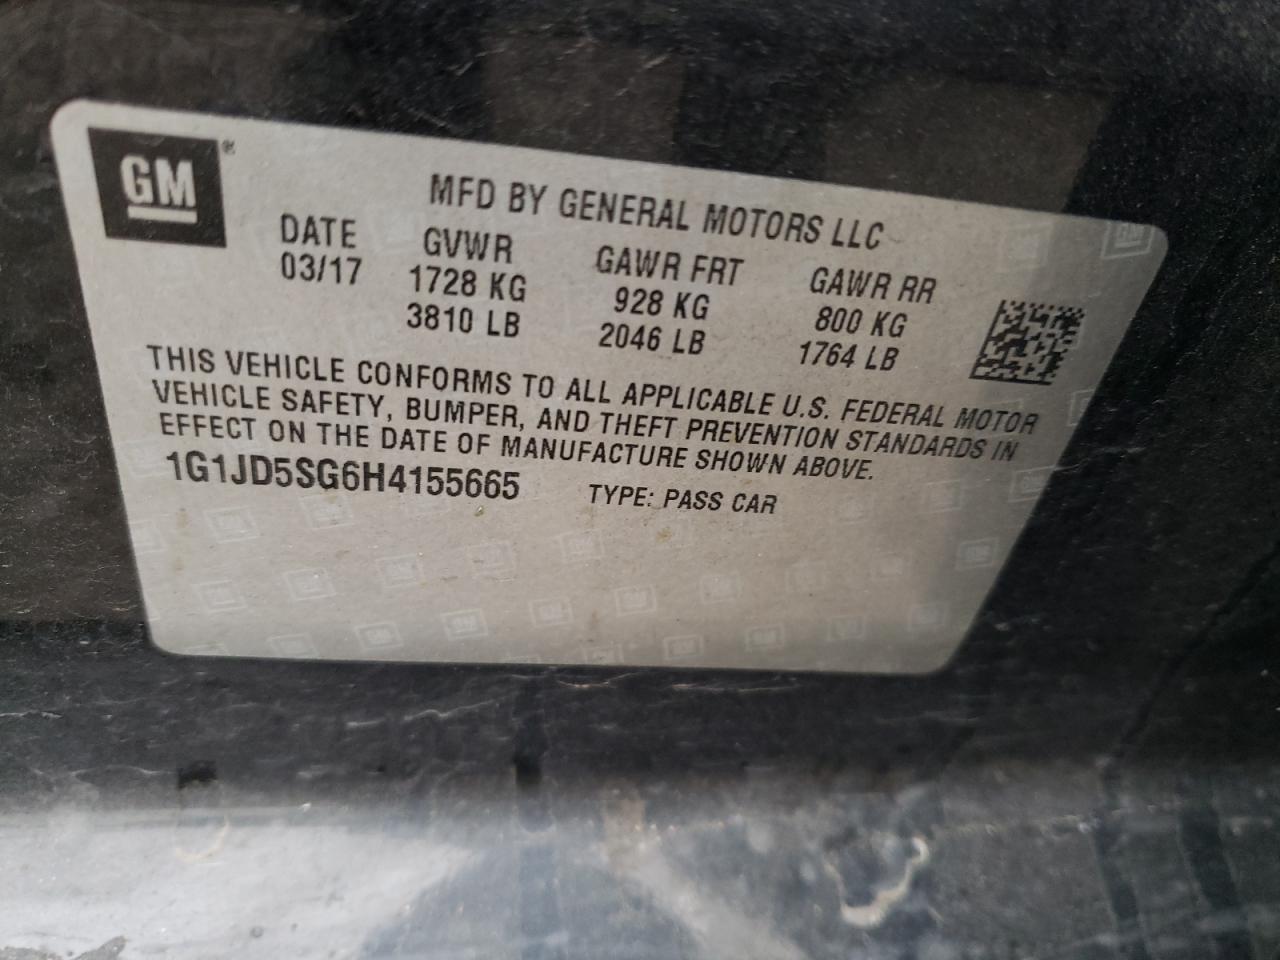 GM®
MFD BY GENERAL MOTORS LLC
DATE GVWR GAWR FRT GAWR RR
03/17 1728 KG 928 KG 800 KG
3810 LB 2046 LB 1764 LB
THIS VEHICLE CONFORMS TO ALL APPLICABLE U.S. FEDERAL MOTOR
VEHICLE SAFETY, BUMPER, AND THEFT PREVENTION STANDARDS IN
EFFECT ON THE DATE OF MANUFACTURE SHOWN ABOVE.
1G1JD5SG6H4155665 TYPE: PASS CAR